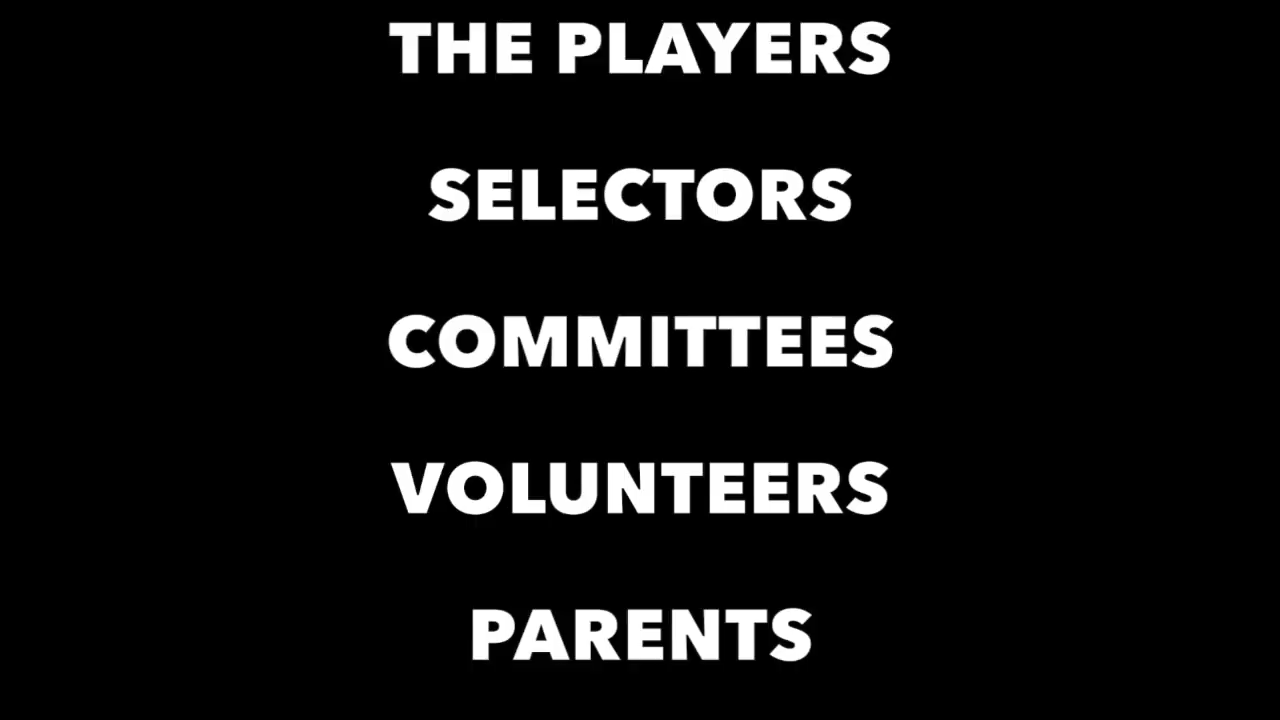 THE PLAYERS
SELECTORS
COMMITTEES
VOLUNTEERS
PARENTS